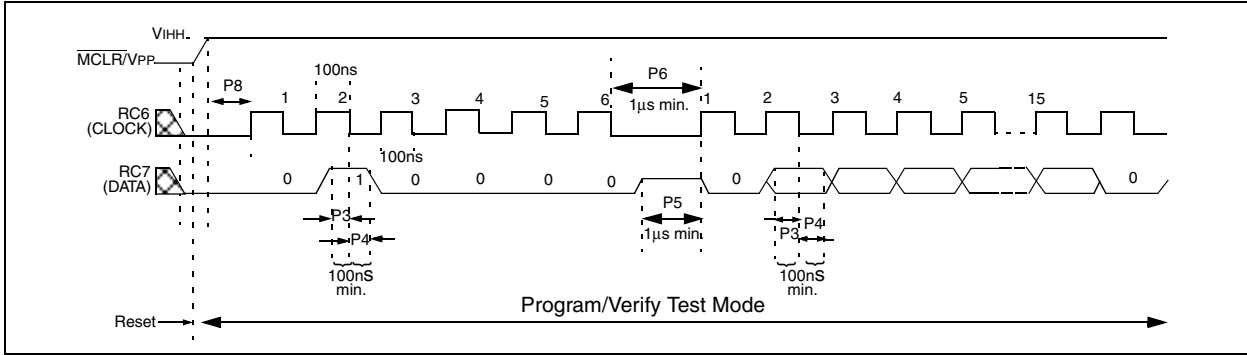 VIHH
MCLR/VPP
100ns
P8
P6
1 2 3 4 5 6 1µs min. 1 2 3 4 5 15
RC6
(CLOCK)
100ns
RC7
(DATA)
0 1 0 0 0 0 0 0
P5
1µs min.
P3
P4
P3
P4
100nS
min.
100nS
min.
Program/Verify Test Mode
Reset